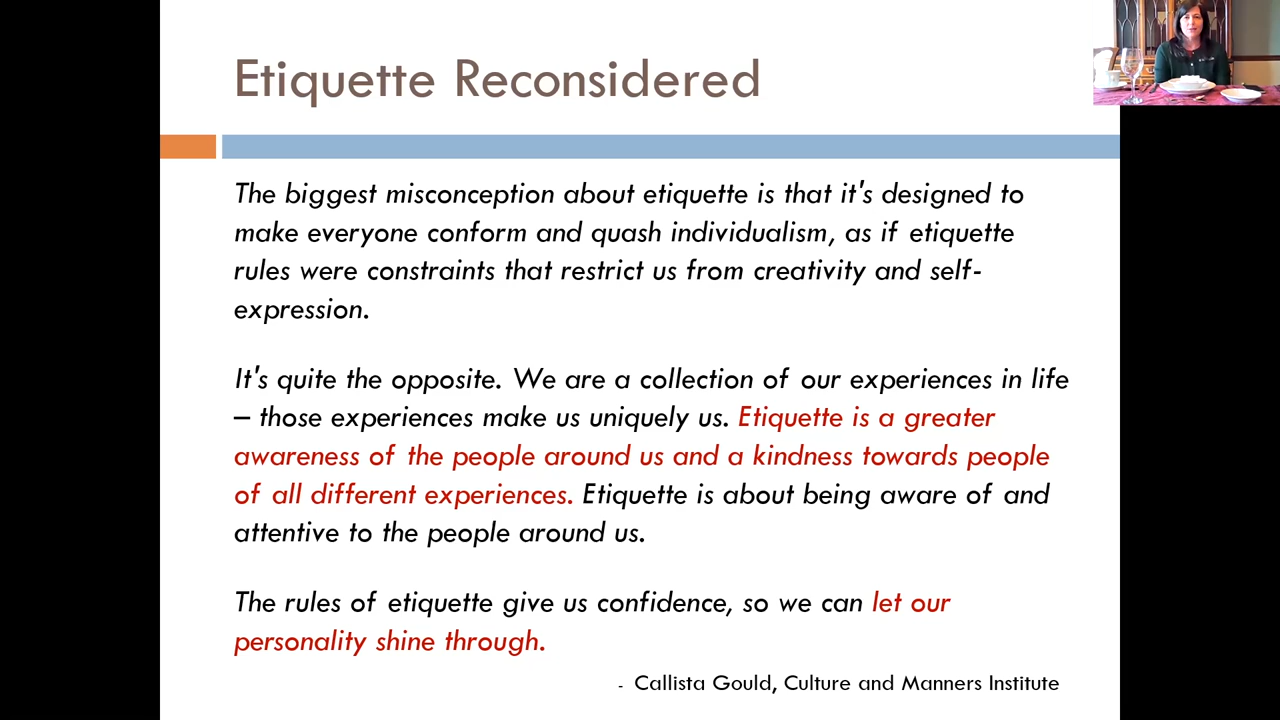 Etiquette Reconsidered
The biggest misconception about etiquette is that it's designed to
make everyone conform and quash individualism, as if etiquette
rules were constraints that restrict us from creativity and self-
expression.
It's quite the opposite. We are a collection of our experiences in life
– those experiences make us uniquely us. Etiquette is a greater
awareness of the people around us and a kindness towards people
of all different experiences. Etiquette is about being aware of and
attentive to the people around us.
The rules of etiquette give us confidence, so we can let our
personality shine through.
- Callista Gould, Culture and Manners Institute